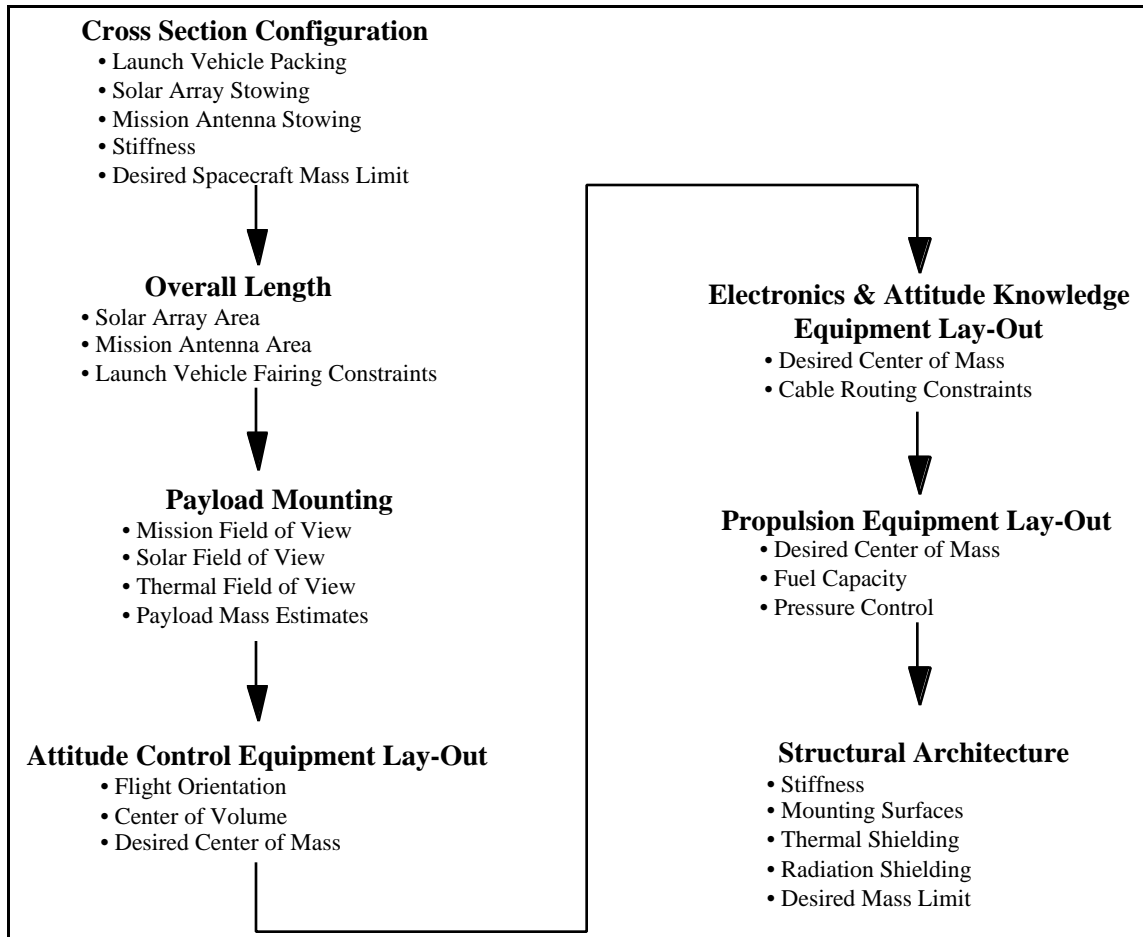 Cross Section Configuration
• Launch Vehicle Packing
• Solar Array Stowing
• Mission Antenna Stowing
• Stiffness
• Desired Spacecraft Mass Limit
Overall Length
• Solar Array Area
• Mission Antenna Area
• Launch Vehicle Fairing Constraints
Payload Mounting
• Mission Field of View
• Solar Field of View
• Thermal Field of View
• Payload Mass Estimates
Attitude Control Equipment Lay-Out
• Flight Orientation
• Center of Volume
• Desired Center of Mass
Electronics & Attitude Knowledge
Equipment Lay-Out
• Desired Center of Mass
• Cable Routing Constraints
Propulsion Equipment Lay-Out
• Desired Center of Mass
• Fuel Capacity
• Pressure Control
Structural Architecture
• Stiffness
• Mounting Surfaces
• Thermal Shielding
• Radiation Shielding
• Desired Mass Limit